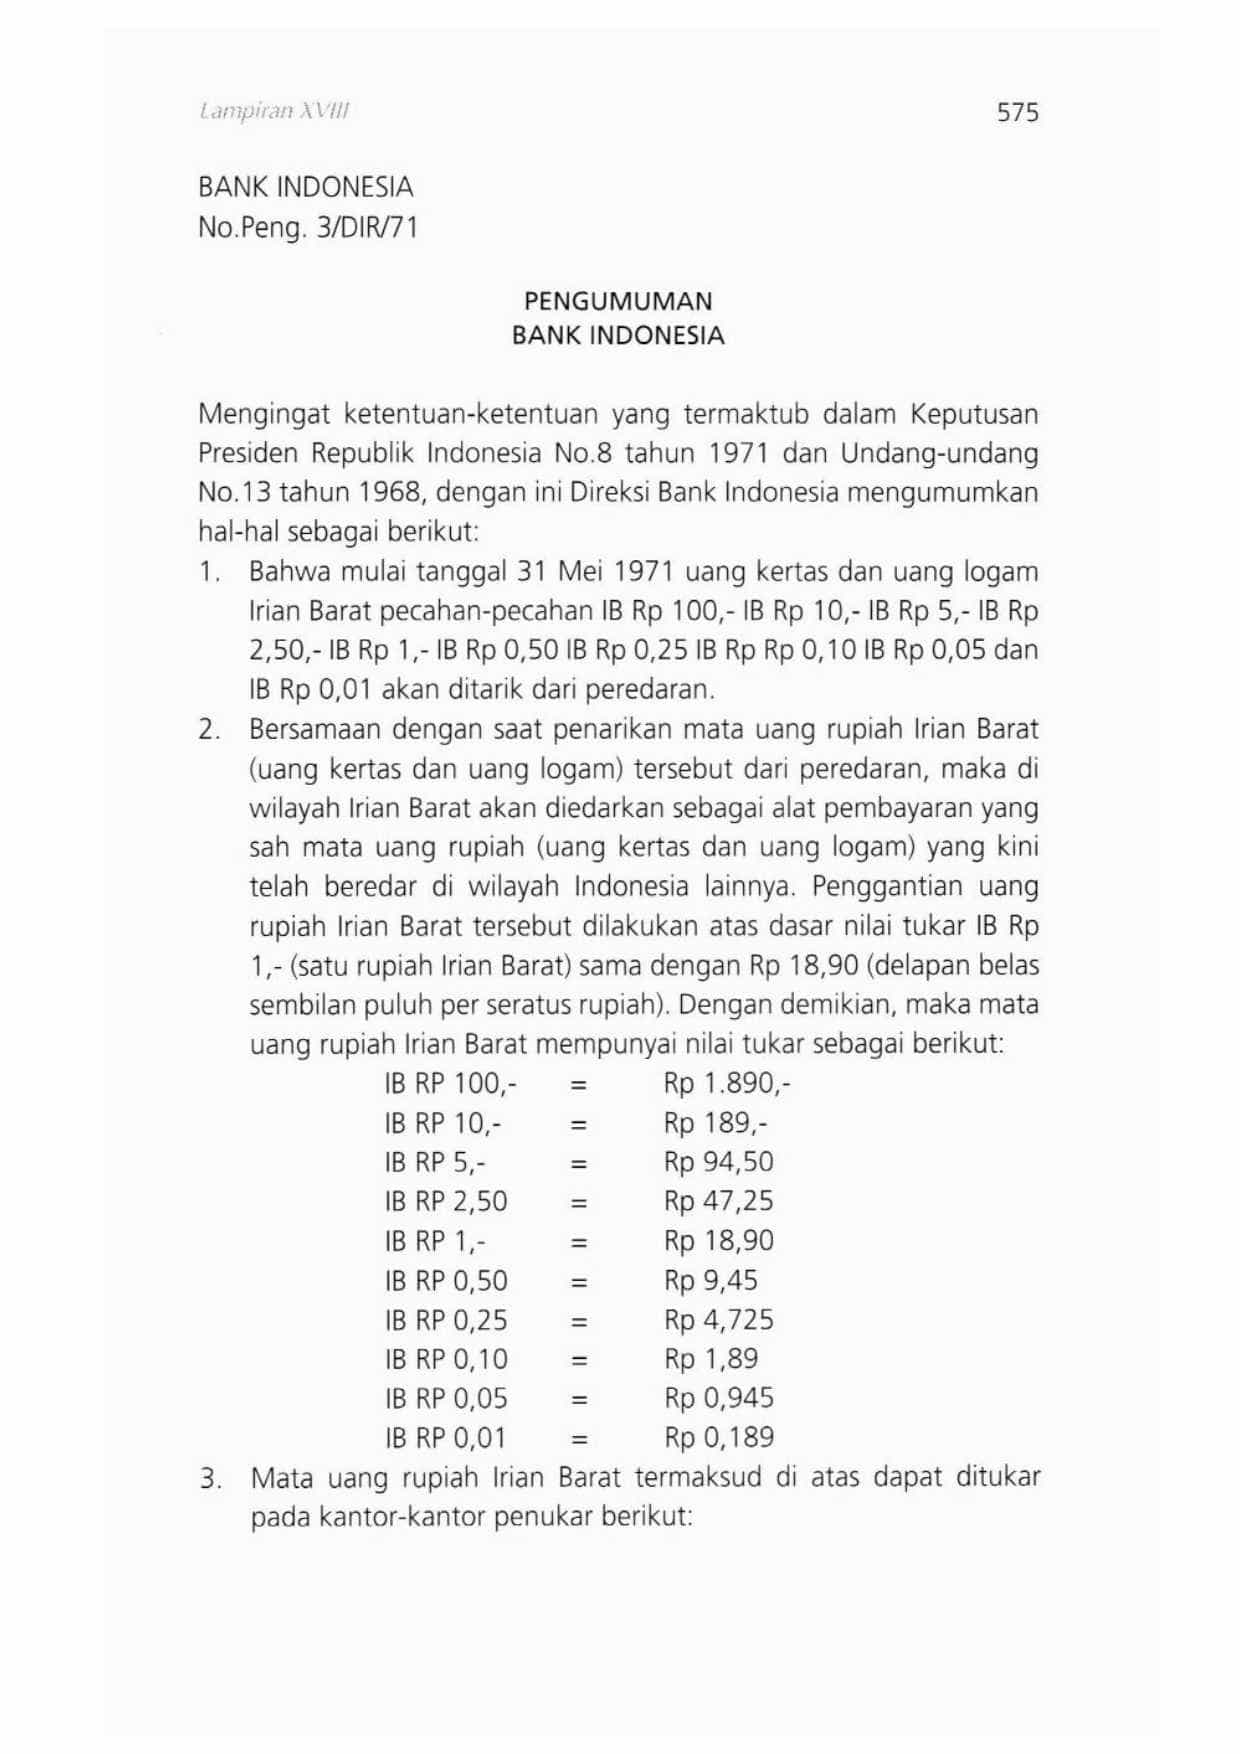 Lampiran XVIII 575
BANK INDONESIA
No.Peng. 3/DIR/71
PENGUMUMAN
BANK INDONESIA
Mengingat ketentuan-ketentuan yang termaktub dalam Keputusan
Presiden Republik Indonesia No.8 tahun 1971 dan Undang-undang
No.13 tahun 1968, dengan ini Direksi Bank Indonesia mengumumkan
hal-hal sebagai berikut:
1. Bahwa mulai tanggal 31 Mei 1971 uang kertas dan uang logam
Irian Barat pecahan-pecahan IB Rp 100,- IB Rp 10,- IB Rp 5,- IB Rp
2,50,- IB Rp 1,- IB Rp 0,50 IB Rp 0,25 IB Rp Rp 0,10 IB Rp 0,05 dan
IB Rp 0,01 akan ditarik dari peredaran.
2. Bersamaan dengan saat penarikan mata uang rupiah Irian Barat
(uang kertas dan uang logam) tersebut dari peredaran, maka di
wilayah Irian Barat akan diedarkan sebagai alat pembayaran yang
sah mata uang rupiah (uang kertas dan uang logam) yang kini
telah beredar di wilayah Indonesia lainnya. Penggantian uang
rupiah Irian Barat tersebut dilakukan atas dasar nilai tukar IB Rp
1,- (satu rupiah Irian Barat) sama dengan Rp 18,90 (delapan belas
sembilan puluh per seratus rupiah). Dengan demikian, maka mata
uang rupiah Irian Barat mempunyai nilai tukar sebagai berikut:
IB RP 100,- = Rp 1.890,-
IB RP 10,- = Rp 189,-
IB RP 5,- = Rp 94,50
IB RP 2,50 = Rp 47,25
IB RP 1,- = Rp 18,90
IB RP 0,50 = Rp 9,45
IB RP 0,25 = Rp 4,725
IB RP 0,10 = Rp 1,89
IB RP 0,05 = Rp 0,945
IB RP 0,01 = Rp 0,189
3. Mata uang rupiah Irian Barat termaksud di atas dapat ditukar
pada kantor-kantor penukar berikut: